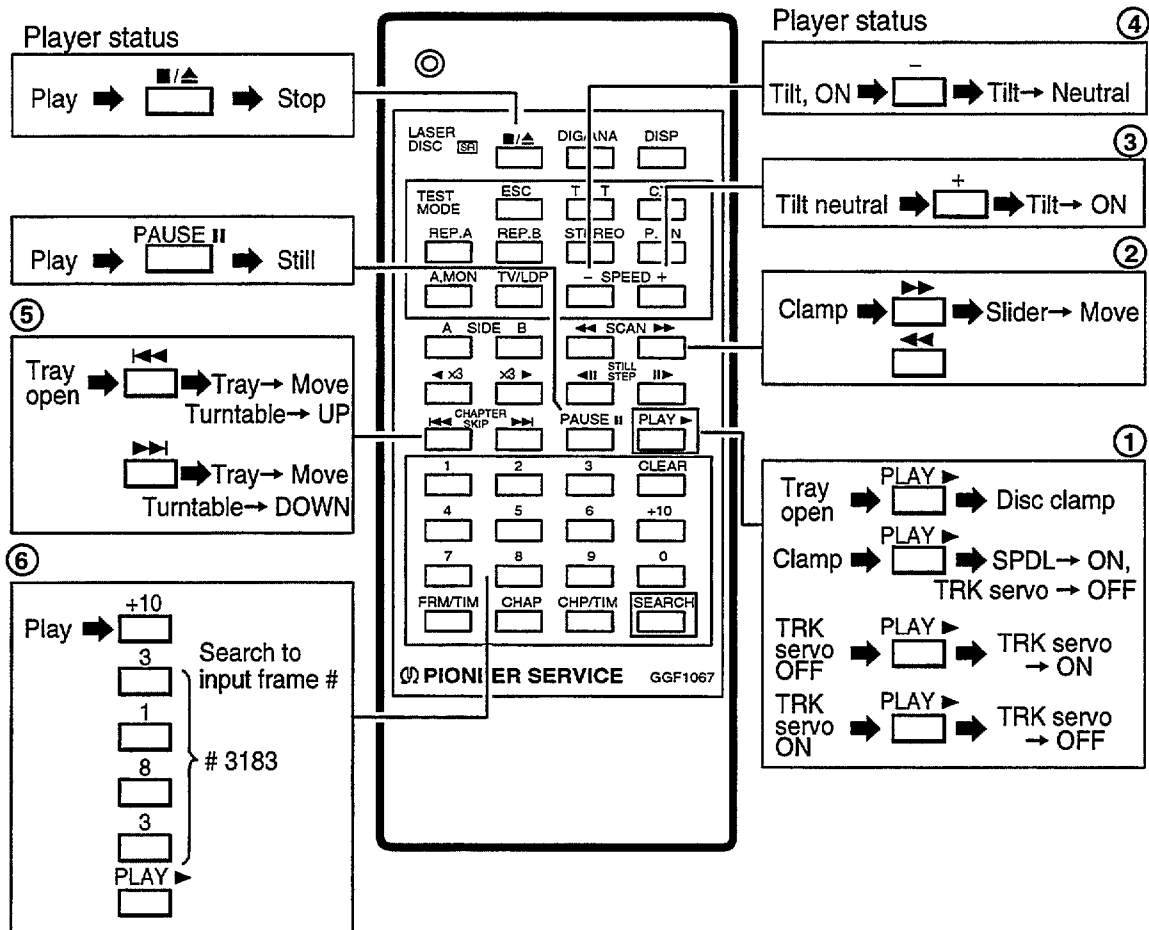 Player status
■/▲
Play ➡ ➡ Stop
PAUSE II
Play ➡ ➡ Still
⑤
Tray open ➡ |◀◀ ➡ Tray→ Move
Turntable→ UP
▶▶| ➡ Tray→ Move
Turntable→ DOWN
⑥
+10
Play ➡
3
Search to
input frame #
1
# 3183
8
3
PLAY ▶
LASER DISC SR
■/▲ DIG/ANA DISP
TEST MODE
ESC
REP.A REP.B STEREO
A,MON TV/LDP − SPEED +
A SIDE B ◀◀ SCAN ▶▶
◀ x3 x3 ▶ ◀II STILL STEP II▶
|◀◀ CHAPTER SKIP ▶▶| PAUSE II PLAY ▶
1 2 3 CLEAR
4 5 6 +10
7 8 9 0
FRM/TIM CHAP CHP/TIM SEARCH
PIONEER SERVICE GGF1067
Player status
④
−
Tilt, ON ➡ ➡ Tilt→ Neutral
③
+
Tilt neutral ➡ ➡ Tilt→ ON
②
▶▶
Clamp ➡ ➡ Slider→ Move
◀◀
①
PLAY ▶
Tray open ➡ ➡ Disc clamp
PLAY ▶
Clamp ➡ ➡ SPDL→ ON,
TRK servo → OFF
PLAY ▶
TRK servo OFF ➡ ➡ TRK servo → ON
PLAY ▶
TRK servo ON ➡ ➡ TRK servo → OFF